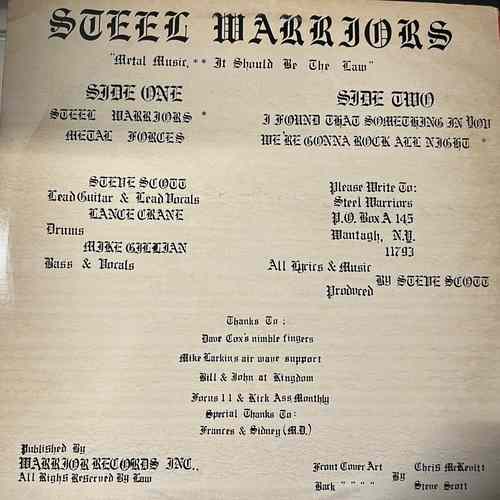 STEEL WARRIORS
"Metal Music, ** It Should Be The Law"
SIDE ONE
STEEL WARRIORS *
METAL FORCES
SIDE TWO
I FOUND THAT SOMETHING IN YOU
WE'RE GONNA ROCK ALL NIGHT *
STEVE SCOTT
Lead Guitar & Lead Vocals
LANCE CRANE
Drums
MIKE GILLIAN
Bass & Vocals
Please Write To:
Steel Warriors
P.O. Box A 145
Wantagh, N.Y.
11793
All Lyrics & Music
By STEVE SCOTT
Produced
Thanks To :
Dave Cox's nimble fingers
Mike Larkins air wave support
Bill & John at Kingdom
Focus 11 & Kick Ass Monthly
Special Thanks To:
Frances & Sidney (M.D.)
Published By
WARRIOR RECORDS INC.,
All Righs Reserved By Law
Front Cover Art
Back " " " "
By
Chris McKevitt
Steve Scott